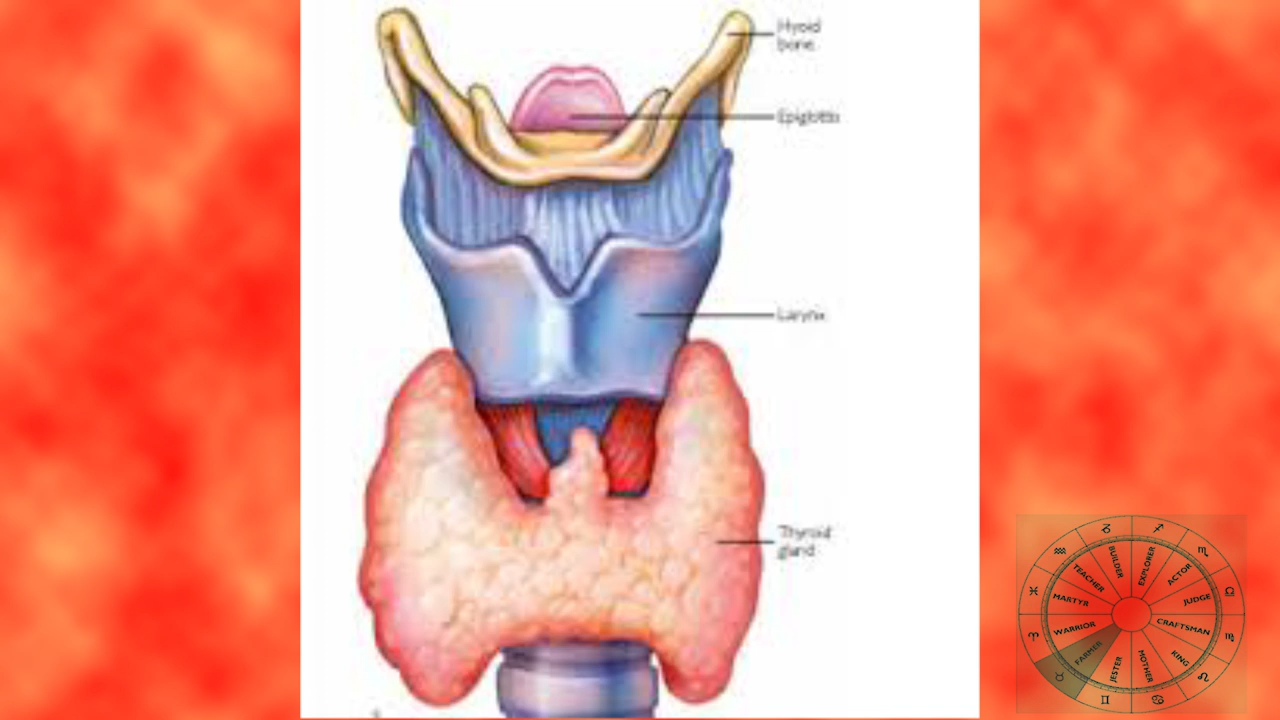 Hyoid
bone
Epiglottis
Larynx
Thyroid
gland
BUILDER
EXPLORER
ACTOR
JUDGE
CRAFTSMAN
KING
MOTHER
JESTER
FARMER
WARRIOR
MARTYR
TEACHER